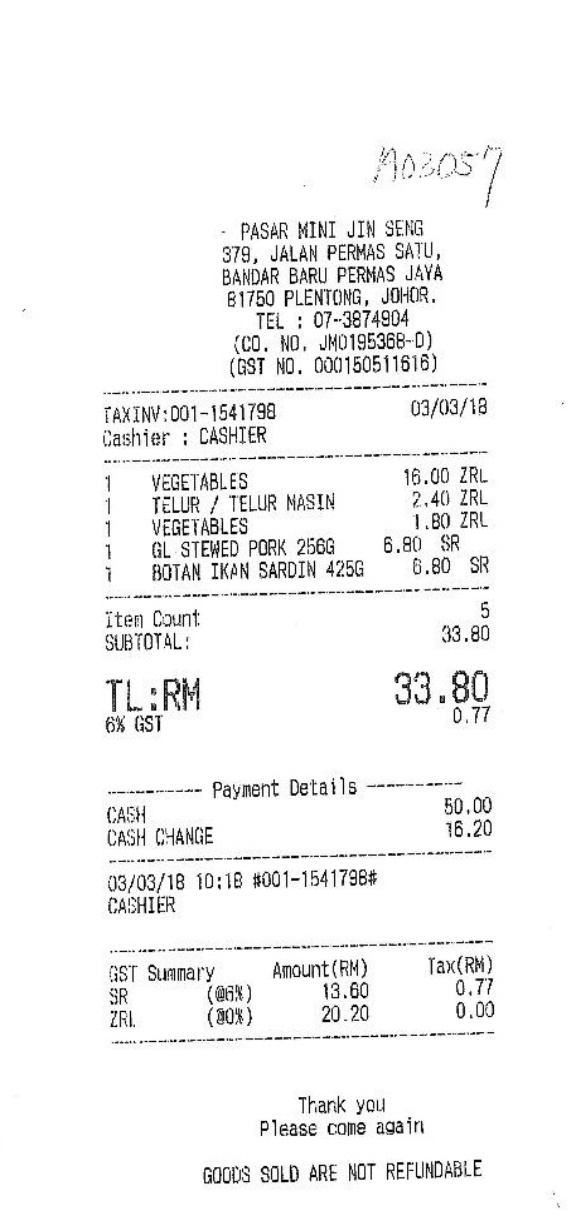 A03057
- PASAR MINI JIN SENG
379, JALAN PERMAS SATU,
BANDAR BARU PERMAS JAYA
81750 PLENTONG, JOHOR.
TEL : 07-3874904
(CO. NO. JM0195368-D)
(GST NO. 000150511616)
TAXINV:001-1541798 03/03/18
Cashier : CASHIER
1 VEGETABLES 16.00 ZRL
1 TELUR / TELUR MASIN 2.40 ZRL
1 VEGETABLES 1.80 ZRL
1 GL STEWED PORK 256G 6.80 SR
1 BOTAN IKAN SARDIN 425G 6.80 SR
Item Count 5
SUBTOTAL: 33.80
TL:RM 33.80
6% GST 0.77
---------- Payment Details ----------
CASH 50.00
CASH CHANGE 16.20
03/03/18 10:18 #001-1541798#
CASHIER
GST Summary Amount(RM) Tax(RM)
SR (@6%) 13.60 0.77
ZRL (@0%) 20.20 0.00
Thank you
Please come again
GOODS SOLD ARE NOT REFUNDABLE